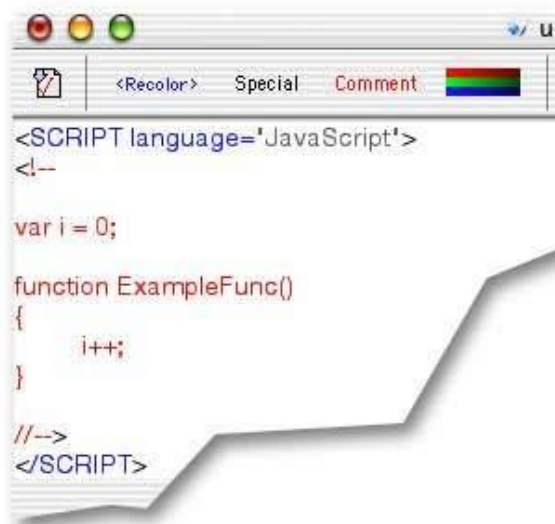 u
<Recolor> Special Comment
<SCRIPT language="JavaScript">
<!--
var i = 0;
function ExampleFunc()
{
i++;
}
//-->
</SCRIPT>